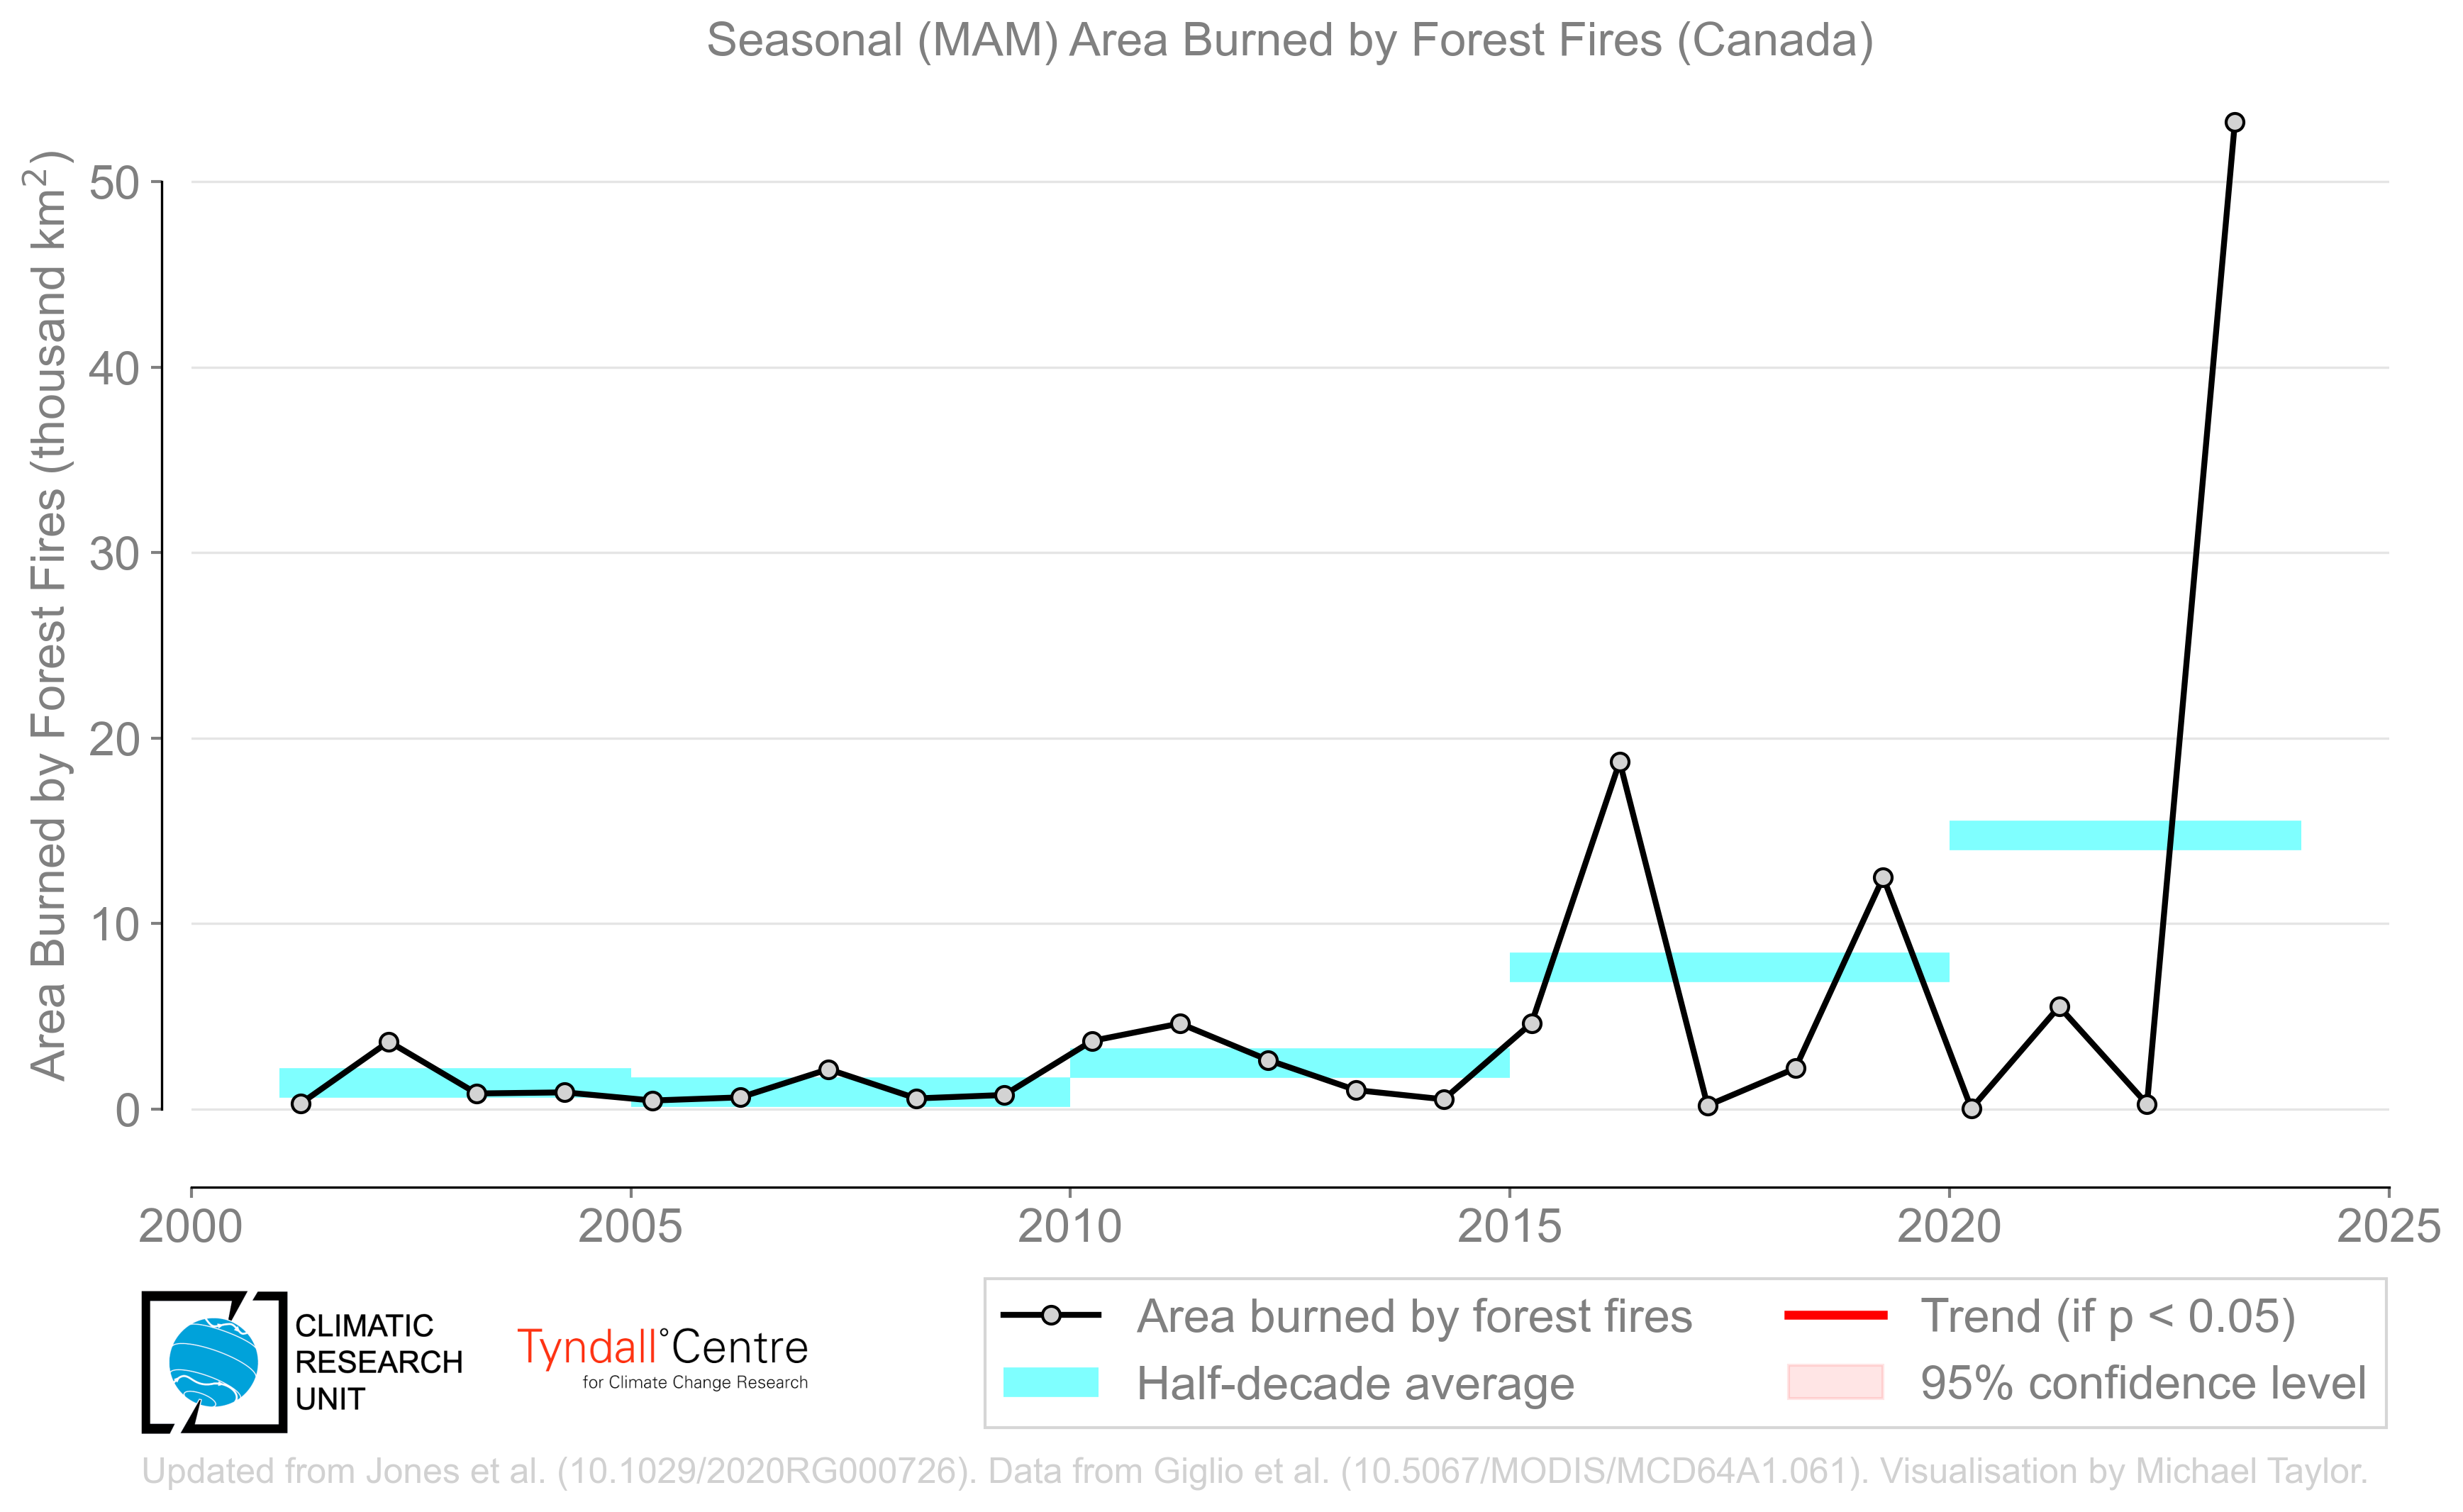 Seasonal (MAM) Area Burned by Forest Fires (Canada)
Area Burned by Forest Fires (thousand km²)
50
40
30
20
10
0
2000 2005 2010 2015 2020 2025
CLIMATIC
RESEARCH
UNIT
Tyndall°Centre
for Climate Change Research
Area burned by forest fires
Half-decade average
Trend (if p < 0.05)
95% confidence level
Updated from Jones et al. (10.1029/2020RG000726). Data from Giglio et al. (10.5067/MODIS/MCD64A1.061). Visualisation by Michael Taylor.